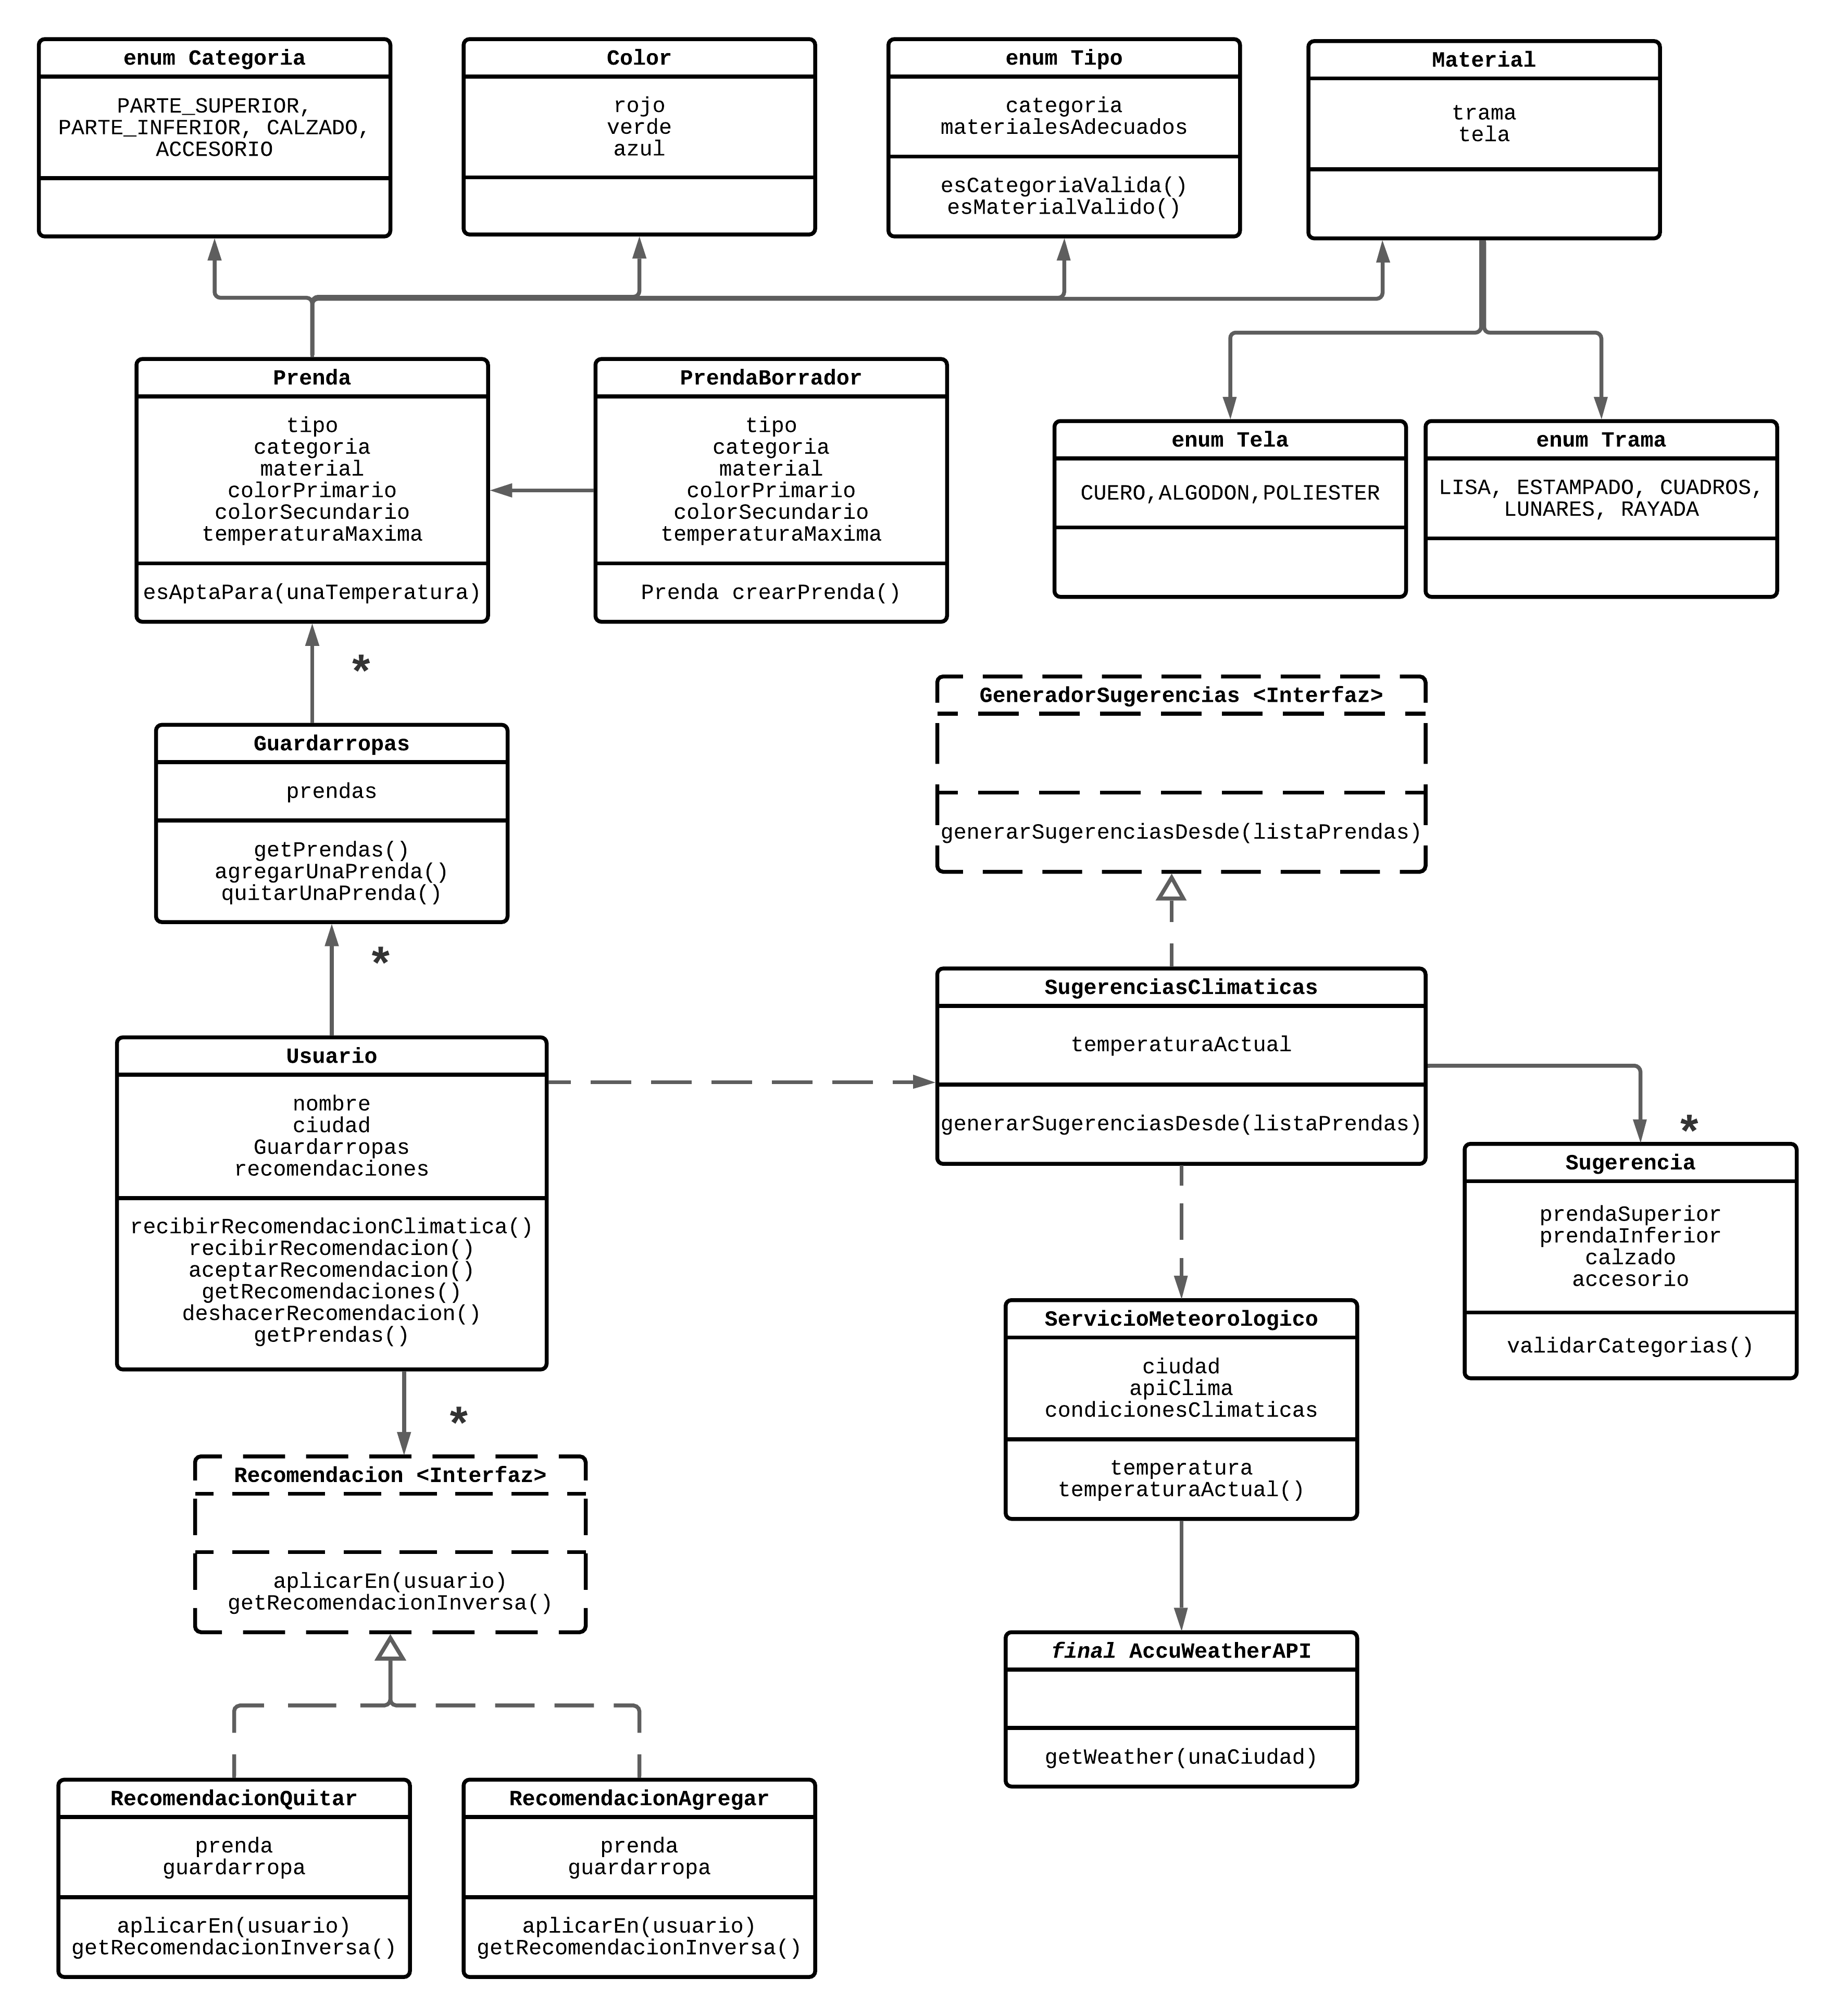 enum Categoria
PARTE_SUPERIOR,
PARTE_INFERIOR, CALZADO,
ACCESORIO
Color
rojo
verde
azul
enum Tipo
categoria
materialesAdecuados
esCategoriaValida()
esMaterialValido()
Material
trama
tela
Prenda
tipo
categoria
material
colorPrimario
colorSecundario
temperaturaMaxima
esAptaPara(unaTemperatura)
PrendaBorrador
tipo
categoria
material
colorPrimario
colorSecundario
temperaturaMaxima
Prenda crearPrenda()
enum Tela
CUERO,ALGODON,POLIESTER
enum Trama
LISA, ESTAMPADO, CUADROS,
LUNARES, RAYADA
*
Guardarropas
prendas
getPrendas()
agregarUnaPrenda()
quitarUnaPrenda()
GeneradorSugerencias <Interfaz>
generarSugerenciasDesde(listaPrendas)
*
Usuario
nombre
ciudad
Guardarropas
recomendaciones
recibirRecomendacionClimatica()
recibirRecomendacion()
aceptarRecomendacion()
getRecomendaciones()
deshacerRecomendacion()
getPrendas()
SugerenciasClimaticas
temperaturaActual
generarSugerenciasDesde(listaPrendas)
*
Sugerencia
prendaSuperior
prendaInferior
calzado
accesorio
validarCategorias()
ServicioMeteorologico
ciudad
apiClima
condicionesClimaticas
temperatura
temperaturaActual()
*
Recomendacion <Interfaz>
aplicarEn(usuario)
getRecomendacionInversa()
final AccuWeatherAPI
getWeather(unaCiudad)
RecomendacionQuitar
prenda
guardarropa
aplicarEn(usuario)
getRecomendacionInversa()
RecomendacionAgregar
prenda
guardarropa
aplicarEn(usuario)
getRecomendacionInversa()